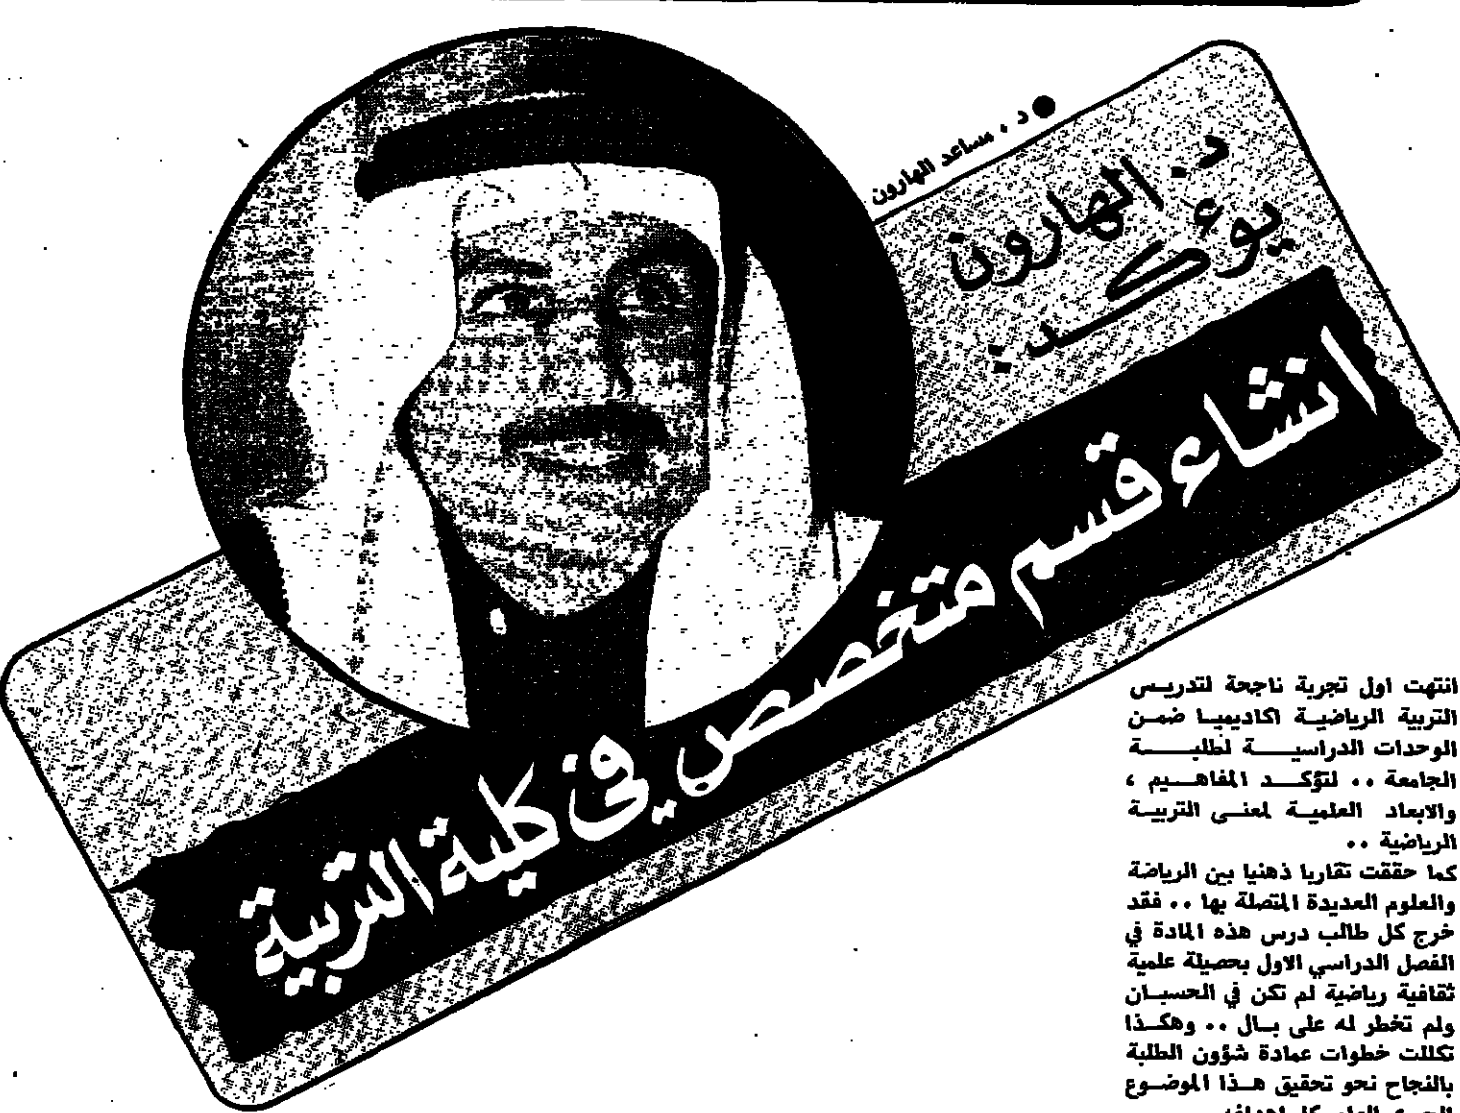 ● د . مساعد الهارون
د. الهارون
يوءكد:
انشاء قسم متخصص في كلية التربية
انتهت اول تجربة ناجحة لتدريس
التربية الرياضية اكاديميا ضمن
الوحدات الدراسية لطلبة
الجامعة .. لتؤكد المفاهيم ،
والابعاد العلمية لمعنى التربية
الرياضية ..
كما حققت تقاربا ذهنيا بين الرياضة
والعلوم العديدة المتصلة بها .. فقد
خرج كل طالب درس هذه المادة في
الفصل الدراسي الاول بحصيلة علمية
ثقافية رياضية لم تكن في الحسبان
ولم تخطر له على بال .. وهكذا
تكللت خطوات عمادة شؤون الطلبة
بالنجاح نحو تحقيق هذا الموضوع